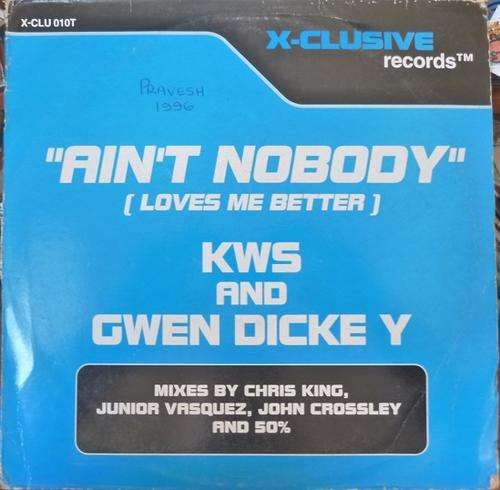 X-CLU 010T
X-CLUSIVE
records™
PRAVESH
1996
"AIN'T NOBODY"
( LOVES ME BETTER )
KWS
AND
GWEN DICKE Y
MIXES BY CHRIS KING,
JUNIOR VASQUEZ, JOHN CROSSLEY
AND 50%